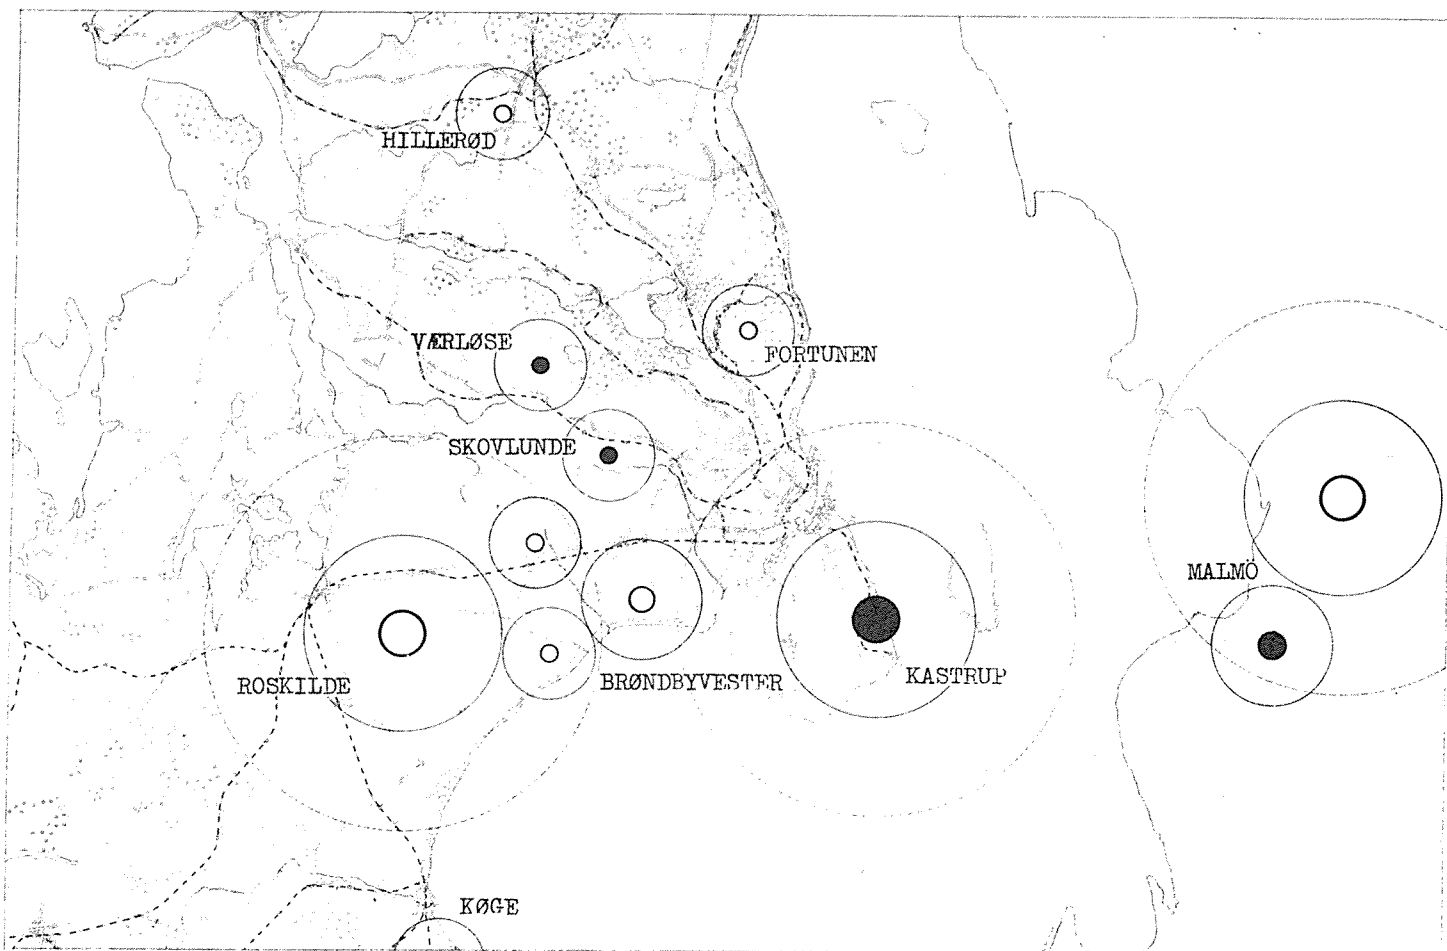 HILLERØD
VÆRLØSE
FORTUNEN
SKOVLUNDE
MALMÖ
ROSKILDE
BRØNDBYVESTER
KASTRUP
KØGE